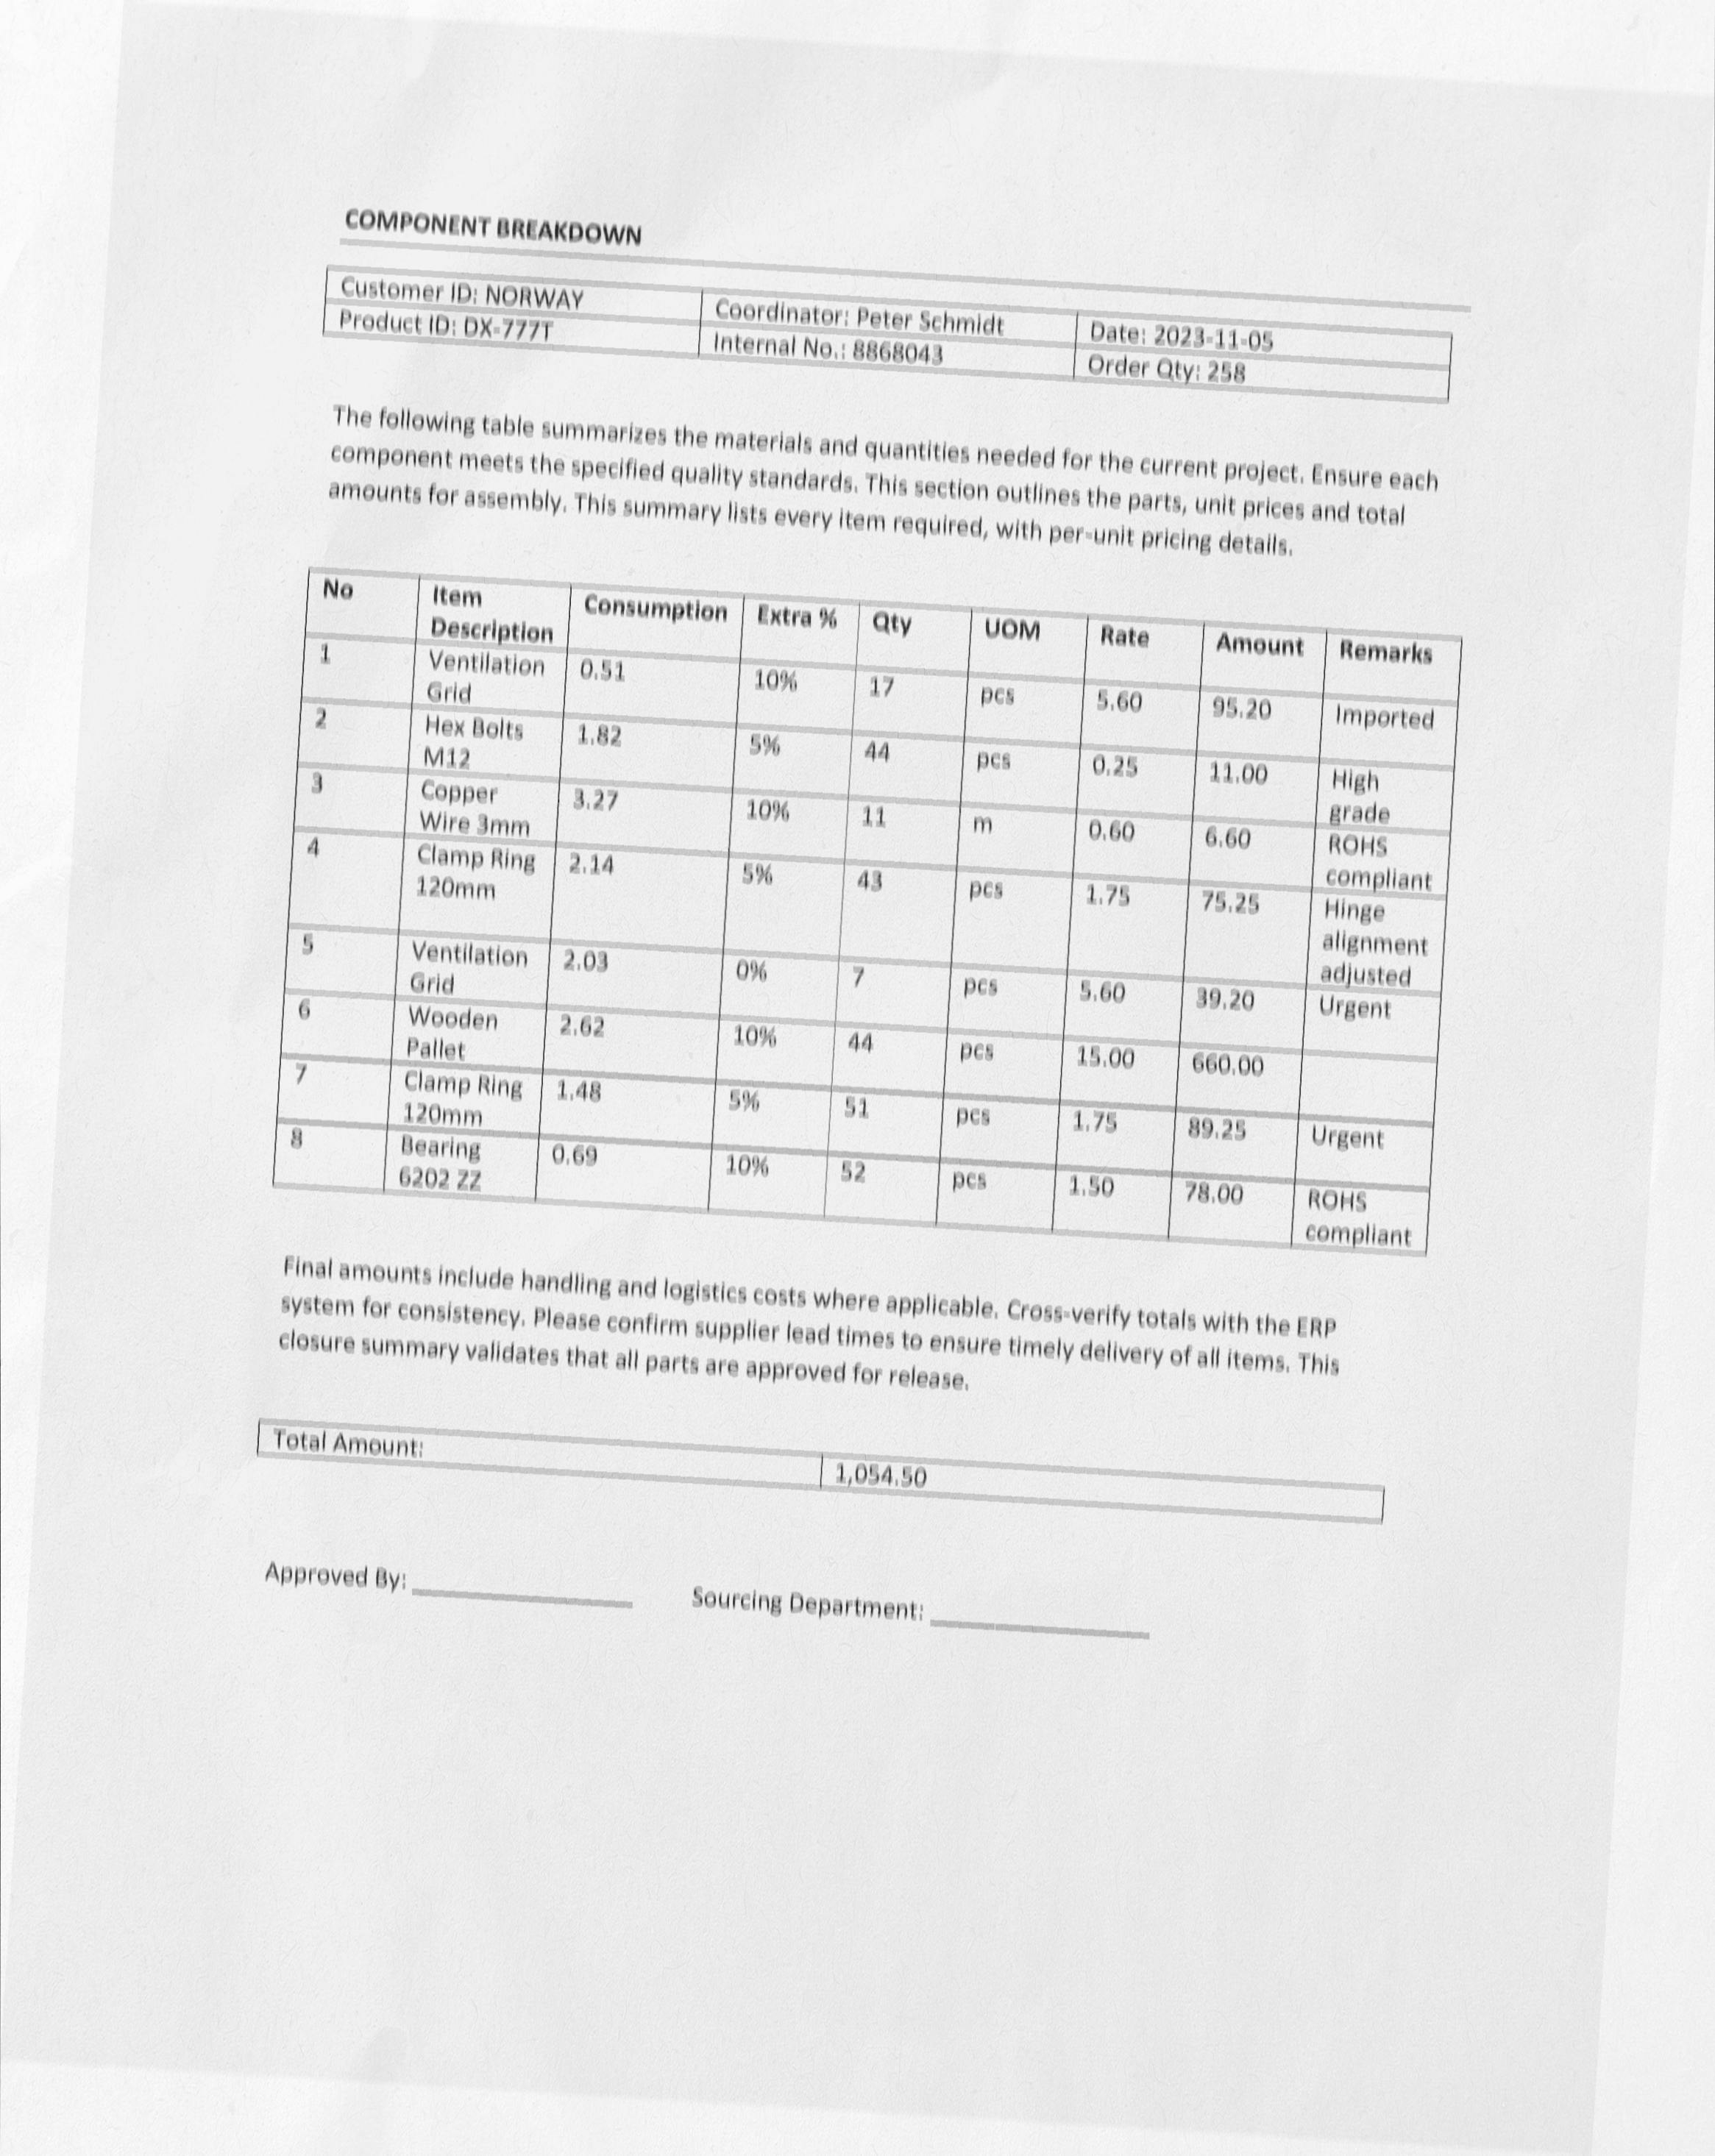 COMPONENT BREAKDOWN
Customer ID: NORWAY Coordinator: Peter Schmidt Date: 2023-11-05
Product ID: DX-777T Internal No.: 8868043 Order Qty: 258
The following table summarizes the materials and quantities needed for the current project. Ensure each
component meets the specified quality standards. This section outlines the parts, unit prices and total
amounts for assembly. This summary lists every item required, with per-unit pricing details.
No Item Description Consumption Extra % Qty UOM Rate Amount Remarks
1 Ventilation Grid 0.51 10% 17 pcs 5.60 95.20 Imported
2 Hex Bolts M12 1.82 5% 44 pcs 0.25 11.00 High grade
3 Copper Wire 3mm 3.27 10% 11 m 0.60 6.60 ROHS compliant
4 Clamp Ring 120mm 2.14 5% 43 pcs 1.75 75.25 Hinge alignment adjusted
5 Ventilation Grid 2.03 0% 7 pcs 5.60 39.20 Urgent
6 Wooden Pallet 2.62 10% 44 pcs 15.00 660.00
7 Clamp Ring 120mm 1.48 5% 51 pcs 1.75 89.25 Urgent
8 Bearing 6202 ZZ 0.69 10% 52 pcs 1.50 78.00 ROHS compliant
Final amounts include handling and logistics costs where applicable. Cross-verify totals with the ERP
system for consistency. Please confirm supplier lead times to ensure timely delivery of all items. This
closure summary validates that all parts are approved for release.
Total Amount: 1,054.50
Approved By: ____________________ Sourcing Department: ____________________